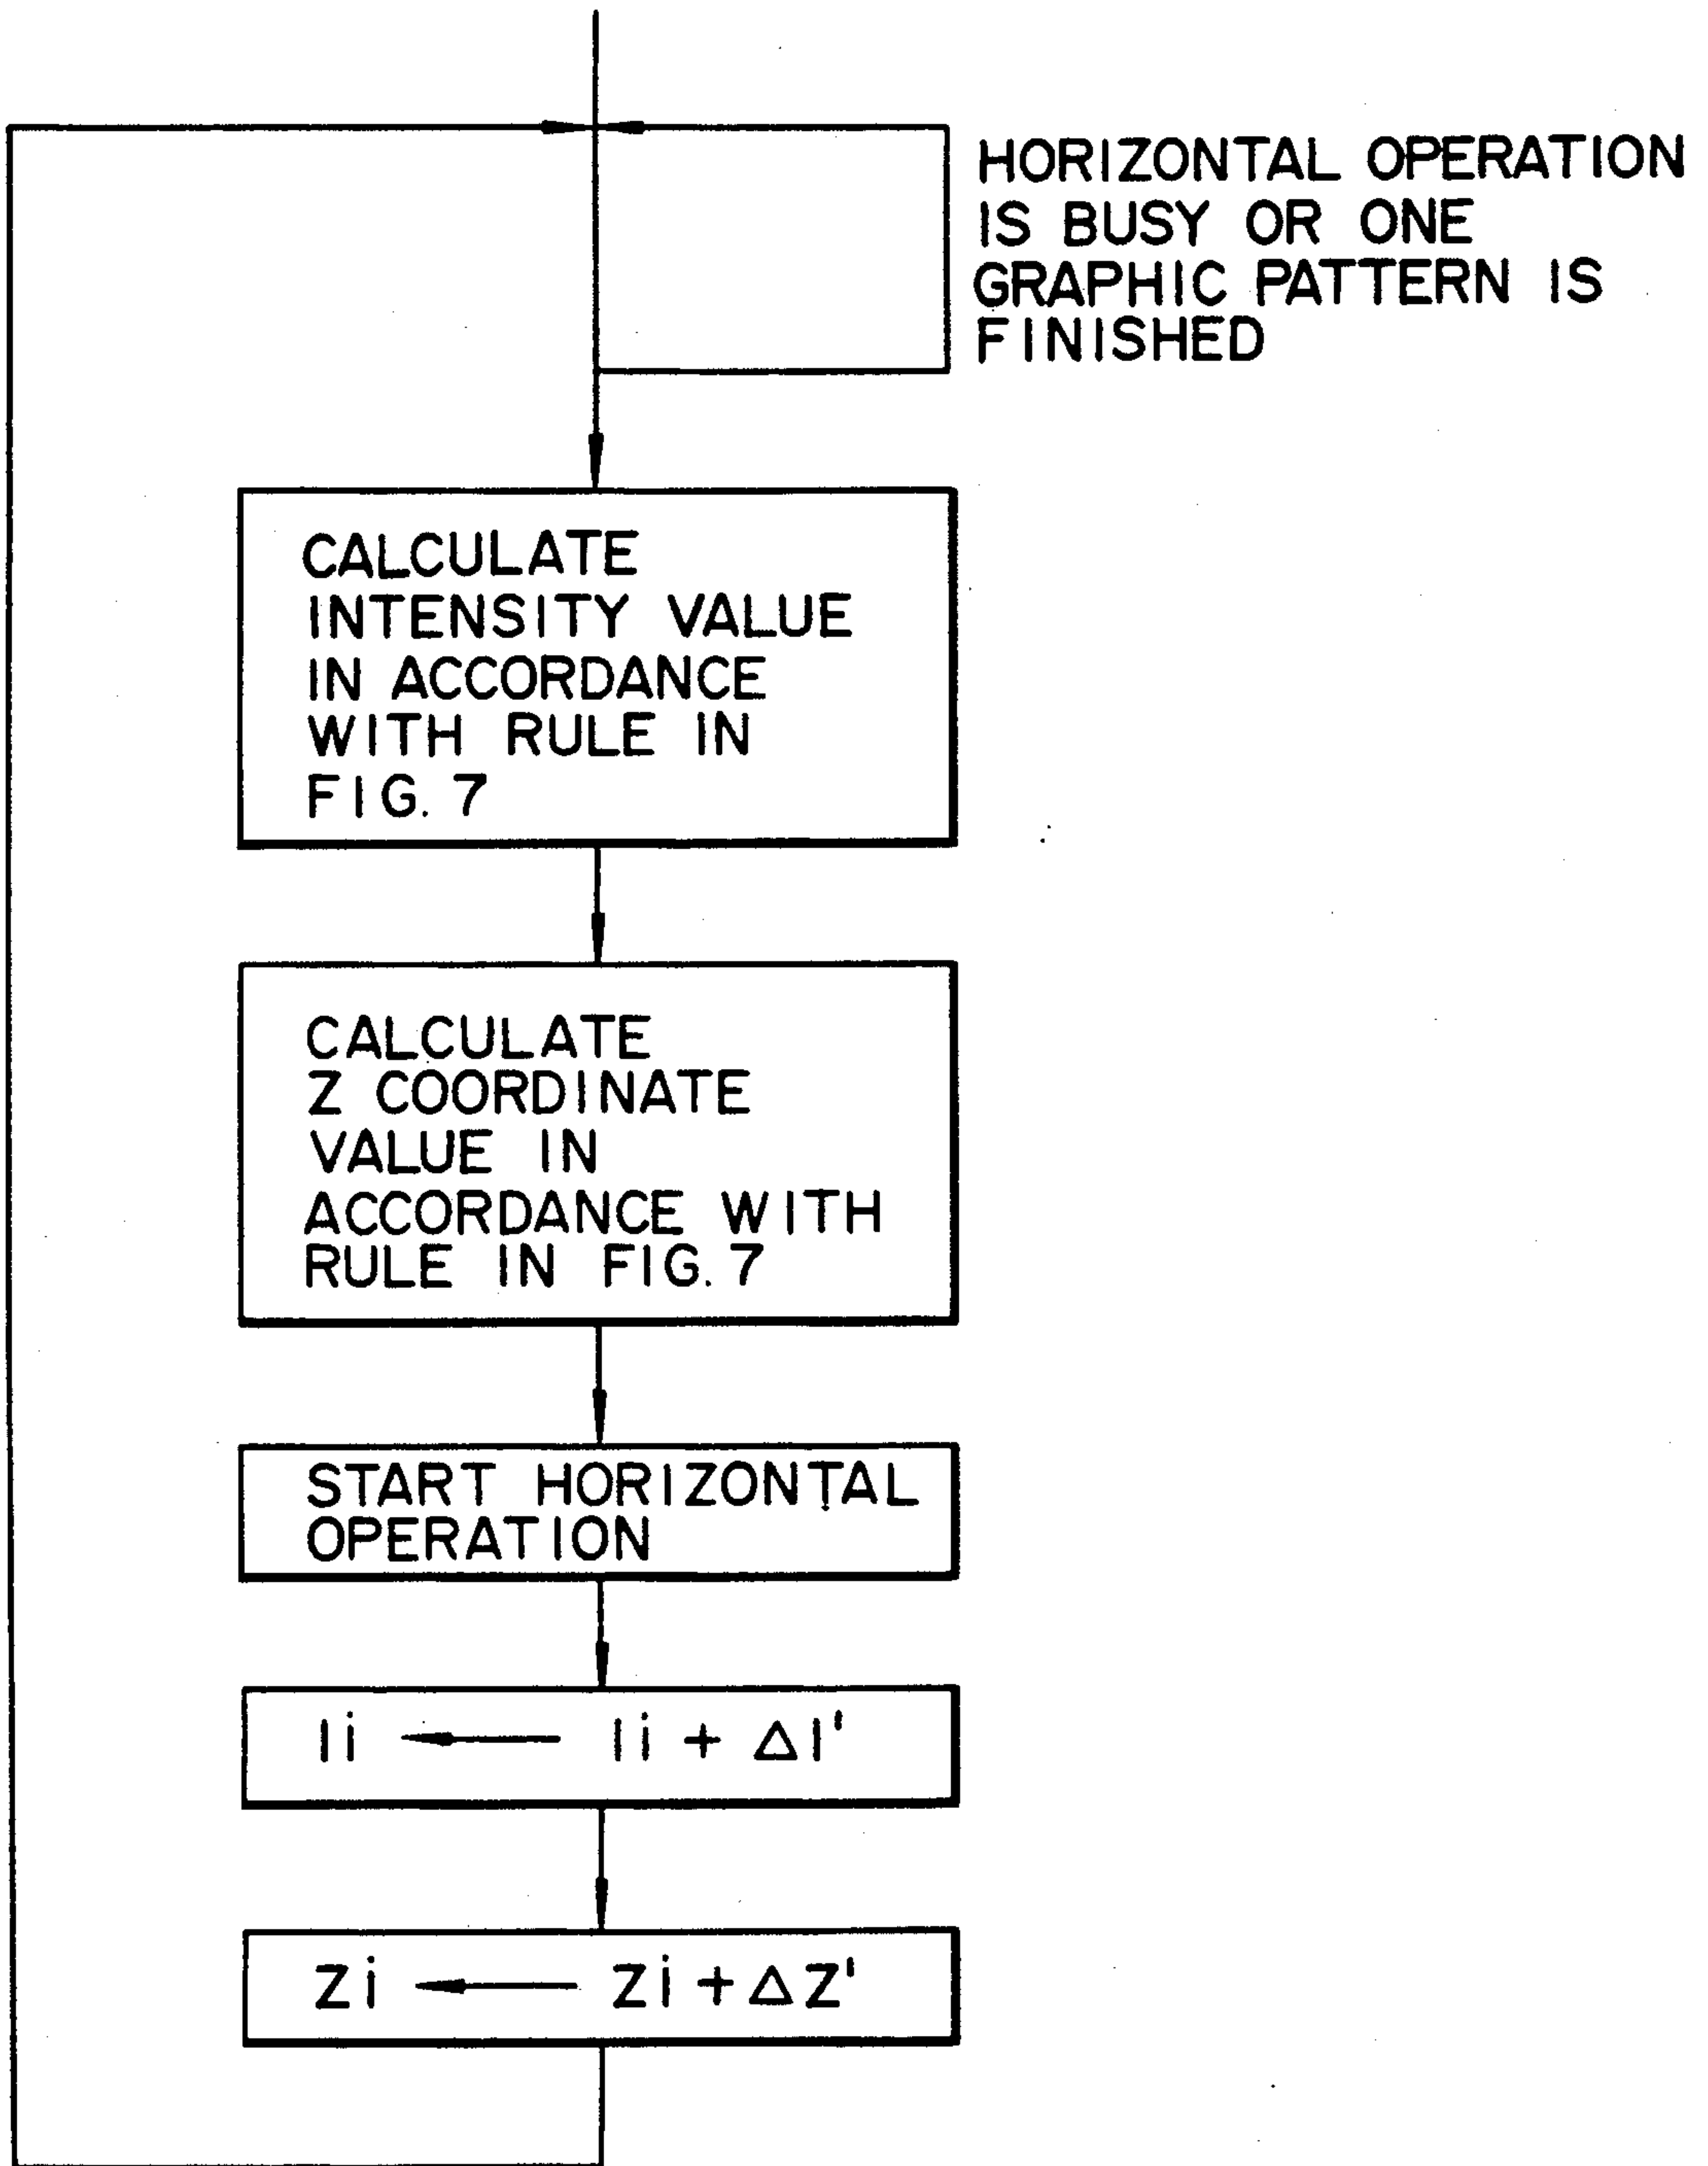 HORIZONTAL OPERATION
IS BUSY OR ONE
GRAPHIC PATTERN IS
FINISHED
CALCULATE
INTENSITY VALUE
IN ACCORDANCE
WITH RULE IN
FIG. 7
CALCULATE
Z COORDINATE
VALUE IN
ACCORDANCE WITH
RULE IN FIG. 7
START HORIZONTAL
OPERATION
Ii ← Ii + ΔI'
Zi ← Zi + ΔZ'